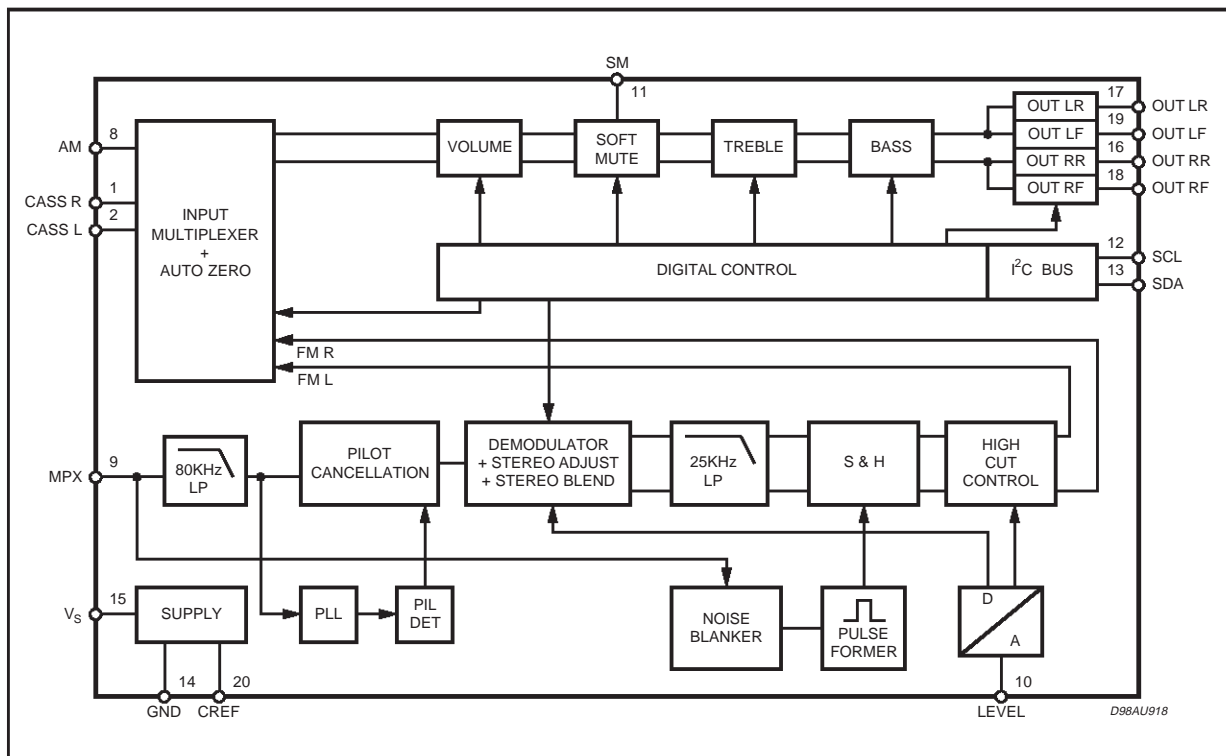 SM
11
17
OUT LR
OUT LR
8
AM
VOLUME
SOFT
MUTE
TREBLE
BASS
19
OUT LF
OUT LF
16
OUT RR
OUT RR
18
OUT RF
OUT RF
1
CASS R
2
CASS L
INPUT
MULTIPLEXER
+
AUTO ZERO
DIGITAL CONTROL
I²C BUS
12
SCL
13
SDA
FM R
FM L
9
MPX
80KHz
LP
PILOT
CANCELLATION
DEMODULATOR
+ STEREO ADJUST
+ STEREO BLEND
25KHz
LP
S & H
HIGH
CUT
CONTROL
15
VS
SUPPLY
PLL
PIL
DET
NOISE
BLANKER
PULSE
FORMER
D
A
14
GND
20
CREF
10
LEVEL
D98AU918